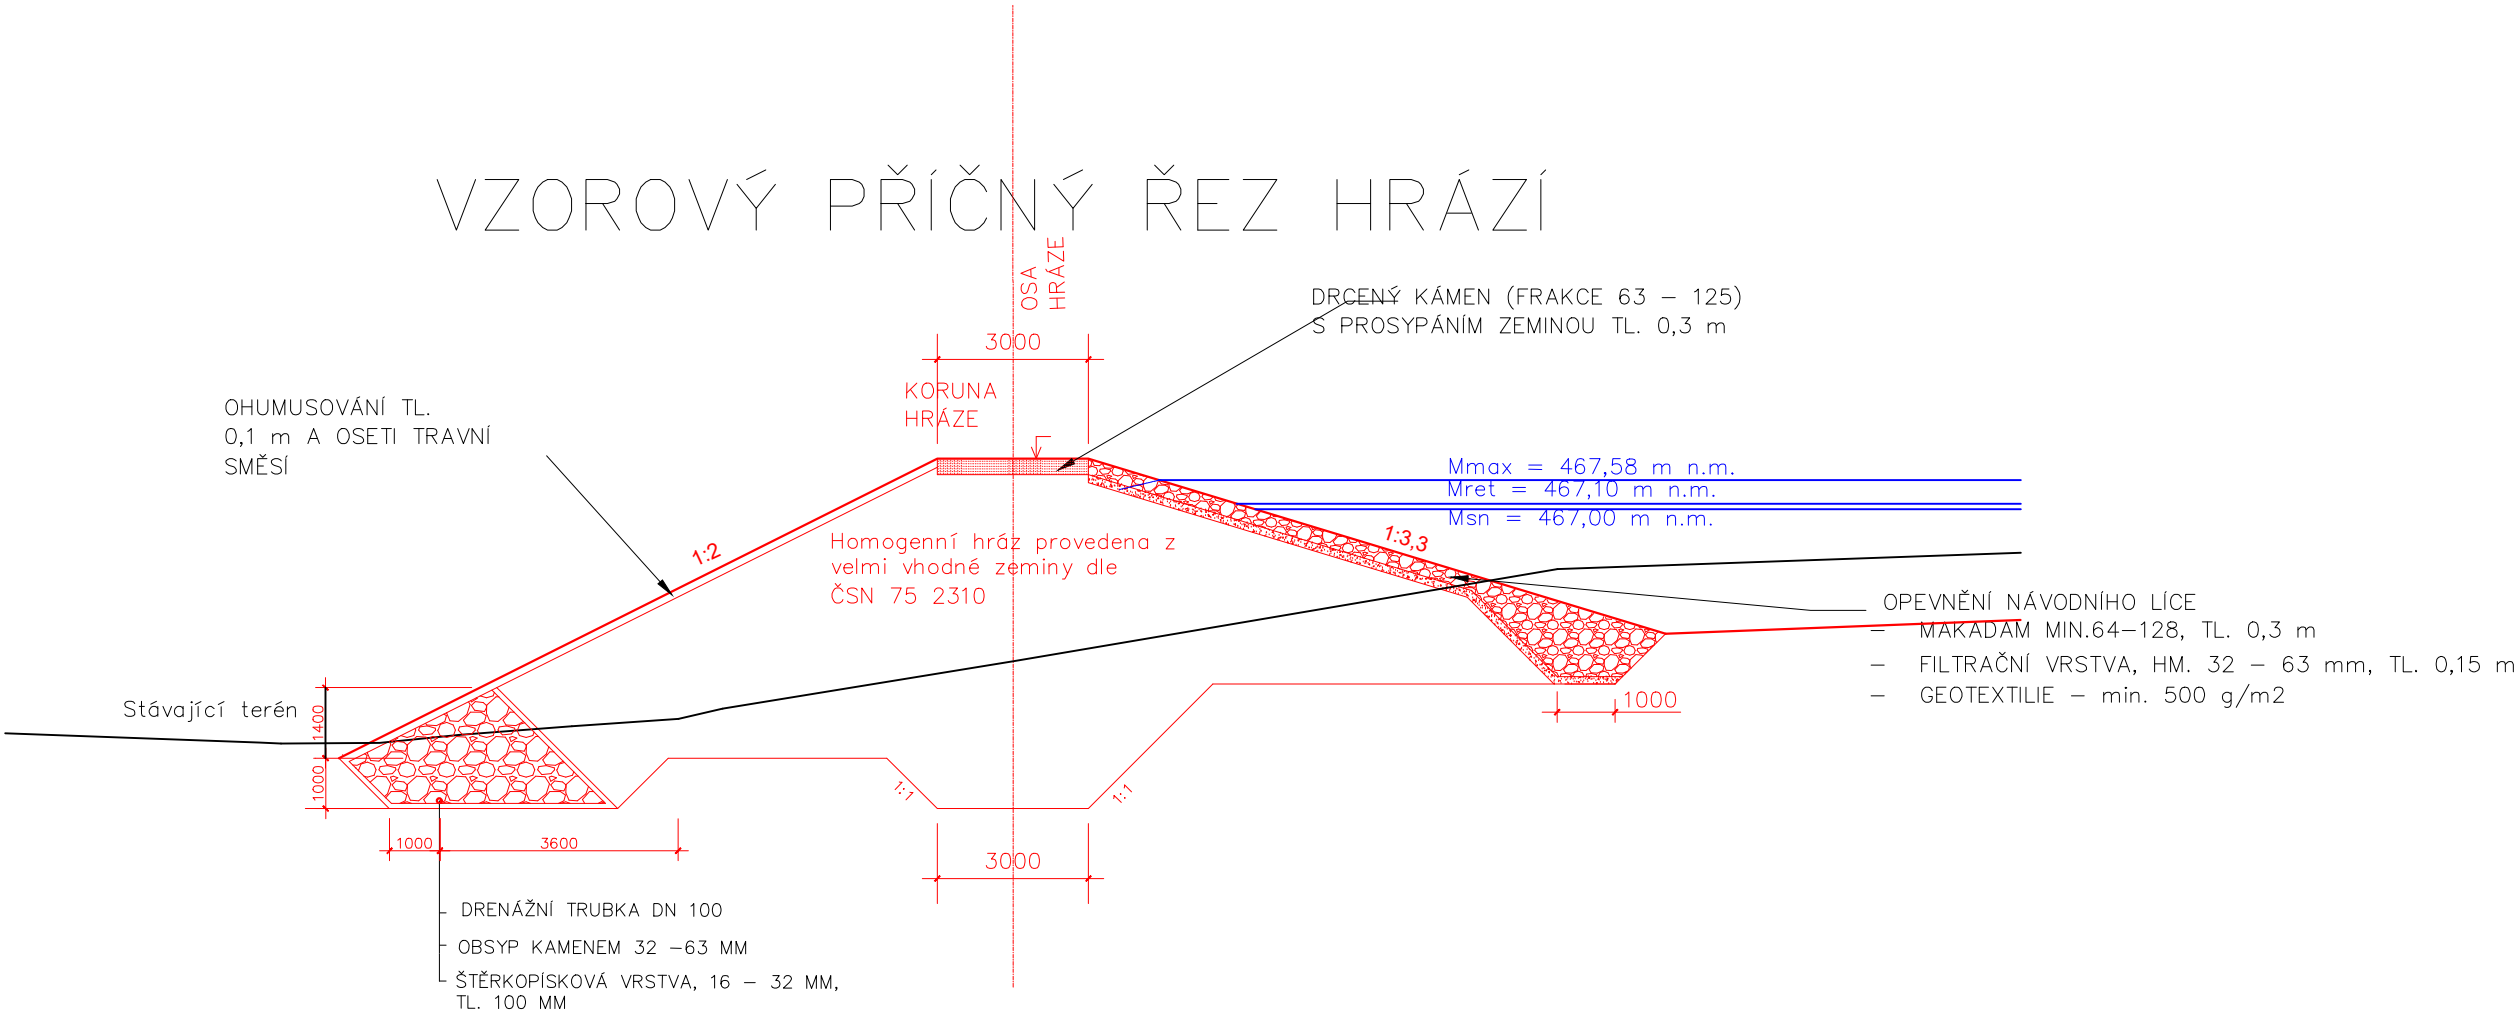 VZOROVÝ PŘÍČNÝ ŘEZ HRÁZÍ
OSA
HRÁZE
DRCENÝ KÁMEN (FRAKCE 63 – 125)
S PROSYPÁNÍM ZEMINOU TL. 0,3 m
3000
KORUNA
HRÁZE
OHUMUSOVÁNÍ TL.
0,1 m A OSETI TRAVNÍ
SMĚSÍ
Mmax = 467,58 m n.m.
Mret = 467,10 m n.m.
Msn = 467,00 m n.m.
1:2
1:3,3
Homogenní hráz provedena z
velmi vhodné zeminy dle
ČSN 75 2310
OPEVNĚNÍ NÁVODNÍHO LÍCE
– MAKADAM MIN.64–128, TL. 0,3 m
– FILTRAČNÍ VRSTVA, HM. 32 – 63 mm, TL. 0,15 m
– GEOTEXTILIE – min. 500 g/m2
Stávající terén
1400
1000
1000
1:1
1:1
1000
3600
3000
DRENÁŽNÍ TRUBKA DN 100
OBSYP KAMENEM 32 –63 MM
ŠTĚRKOPÍSKOVÁ VRSTVA, 16 – 32 MM,
TL. 100 MM